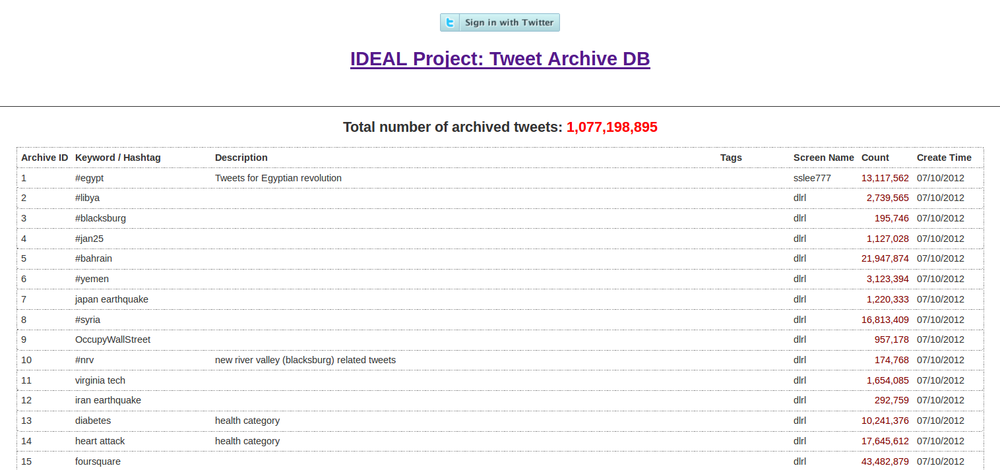 Sign in with Twitter
IDEAL Project: Tweet Archive DB
Total number of archived tweets: 1,077,198,895
Archive ID Keyword / Hashtag Description Tags Screen Name Count Create Time
1 #egypt Tweets for Egyptian revolution sslee777 13,117,562 07/10/2012
2 #libya dlrl 2,739,565 07/10/2012
3 #blacksburg dlrl 195,746 07/10/2012
4 #jan25 dlrl 1,127,028 07/10/2012
5 #bahrain dlrl 21,947,874 07/10/2012
6 #yemen dlrl 3,123,394 07/10/2012
7 japan earthquake dlrl 1,220,333 07/10/2012
8 #syria dlrl 16,813,409 07/10/2012
9 OccupyWallStreet dlrl 957,178 07/10/2012
10 #nrv new river valley (blacksburg) related tweets dlrl 174,768 07/10/2012
11 virginia tech dlrl 1,654,085 07/10/2012
12 iran earthquake dlrl 292,759 07/10/2012
13 diabetes health category dlrl 10,241,376 07/10/2012
14 heart attack health category dlrl 17,645,612 07/10/2012
15 foursquare dlrl 43,482,879 07/10/2012